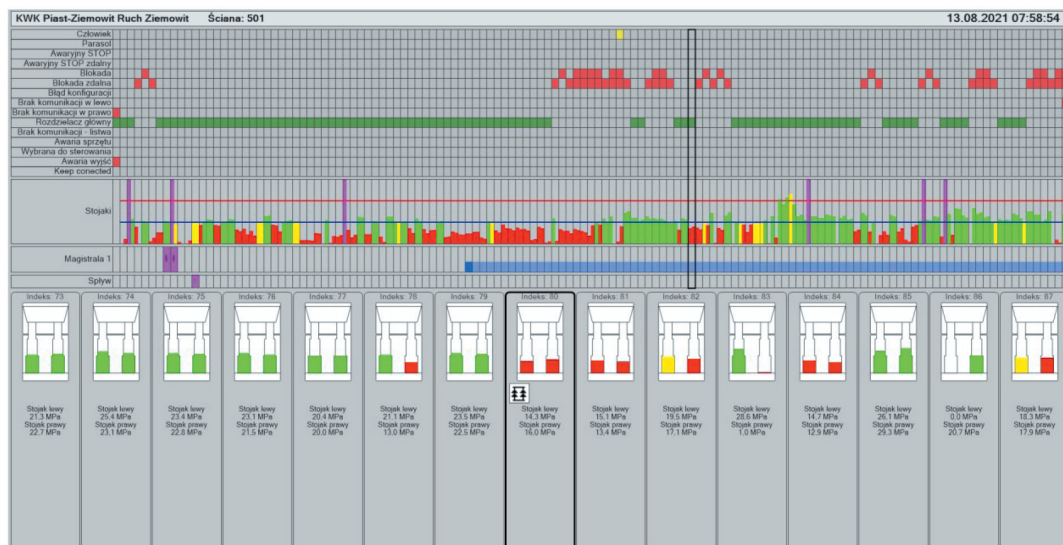 KWK Piast-Ziemowit Ruch Ziemowit Ściana: 501 13.08.2021 07:58:54
Człowiek
Parasol
Awaryjny STOP
Awaryjny STOP zdalny
Blokada
Blokada zdalna
Błąd konfiguracji
Brak komunikacji w lewo
Brak komunikacji w prawo
Rozdzielacz główny
Brak komunikacji - listwa
Awaria sprzętu
Wybrana do sterowania
Awaria wyjść
Keep conected
Stojaki
Magistrala 1
Spływ
Indeks: 73 Indeks: 74 Indeks: 75 Indeks: 76 Indeks: 77 Indeks: 78 Indeks: 79 Indeks: 80 Indeks: 81 Indeks: 82 Indeks: 83 Indeks: 84 Indeks: 85 Indeks: 86 Indeks: 87
Stojak lewy Stojak lewy Stojak lewy Stojak lewy Stojak lewy Stojak lewy Stojak lewy Stojak lewy Stojak lewy Stojak lewy Stojak lewy Stojak lewy Stojak lewy Stojak lewy Stojak lewy
21,3 MPa 25,4 MPa 23,4 MPa 23,1 MPa 20,4 MPa 21,1 MPa 23,5 MPa 14,3 MPa 15,1 MPa 19,5 MPa 28,6 MPa 14,7 MPa 26,1 MPa 0,0 MPa 18,3 MPa
Stojak prawy Stojak prawy Stojak prawy Stojak prawy Stojak prawy Stojak prawy Stojak prawy Stojak prawy Stojak prawy Stojak prawy Stojak prawy Stojak prawy Stojak prawy Stojak prawy Stojak prawy
22,7 MPa 23,1 MPa 22,8 MPa 21,5 MPa 20,0 MPa 13,0 MPa 22,5 MPa 16,0 MPa 13,4 MPa 17,1 MPa 1,0 MPa 12,9 MPa 29,3 MPa 20,7 MPa 17,9 MPa